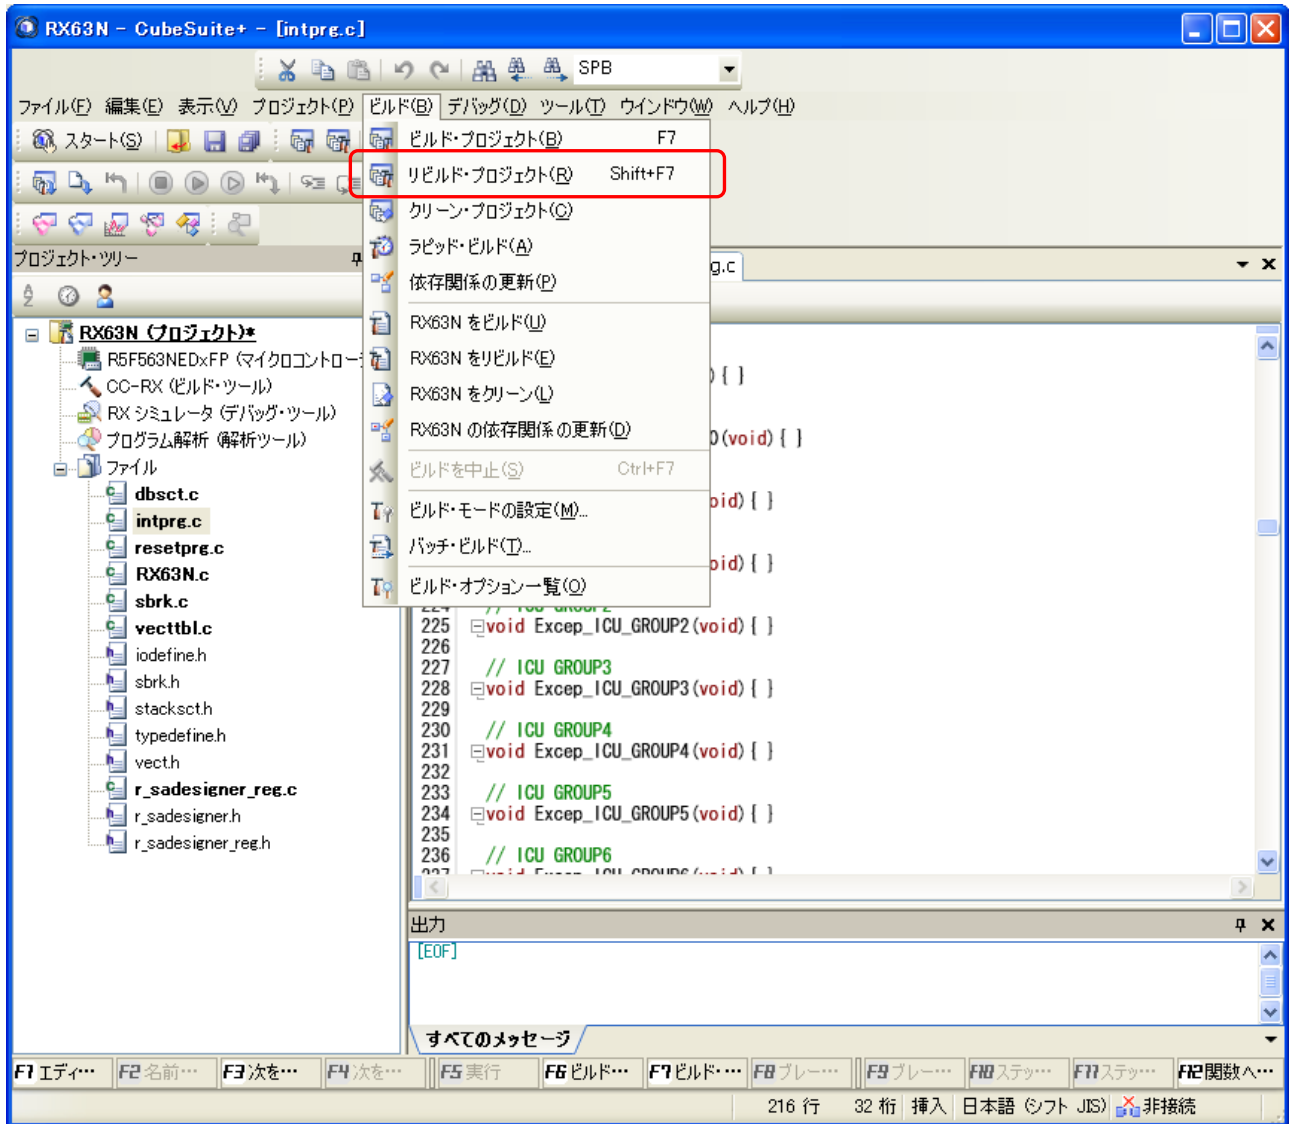 RX63N - CubeSuite+ - [intprg.c]
SPB
ファイル(F) 編集(E) 表示(V) プロジェクト(P) ビルド(B) デバッグ(D) ツール(T) ウインドウ(W) ヘルプ(H)
スタート(S)
ビルド・プロジェクト(B) F7
リビルド・プロジェクト(R) Shift+F7
クリーン・プロジェクト(C)
ラピッド・ビルド(A)
依存関係の更新(P)
RX63N をビルド(U)
RX63N をリビルド(E)
RX63N をクリーン(L)
RX63N の依存関係の更新(D)
ビルドを中止(S) Ctrl+F7
ビルド・モードの設定(M)...
バッチ・ビルド(T)...
ビルド・オプション一覧(O)
プロジェクト・ツリー
RX63N (プロジェクト)*
R5F563NEDxFP (マイクロコントロー
CC-RX (ビルド・ツール)
RX シミュレータ (デバッグ・ツール)
プログラム解析 (解析ツール)
ファイル
dbsct.c
intprg.c
resetprg.c
RX63N.c
sbrk.c
vecttbl.c
iodefine.h
sbrk.h
stacksct.h
typedefine.h
vect.h
r_sadesigner_reg.c
r_sadesigner.h
r_sadesigner_reg.h
g.c
){ }
0(void){ }
oid){ }
oid){ }
224 // ICU GROUP2
225 void Excep_ICU_GROUP2(void){ }
226
227 // ICU GROUP3
228 void Excep_ICU_GROUP3(void){ }
229
230 // ICU GROUP4
231 void Excep_ICU_GROUP4(void){ }
232
233 // ICU GROUP5
234 void Excep_ICU_GROUP5(void){ }
235
236 // ICU GROUP6
237 void Excep_ICU_GROUP6(void){ }
出力
[EOF]
すべてのメッセージ
F1 エディ... F2 名前... F3 次を... F4 次を... F5 実行 F6 ビルド... F7 ビルド・... F8 ブレー... F9 ブレー... F10 ステッ... F11 ステッ... F12 関数へ...
216 行 32 桁 挿入 日本語 (シフト JIS) 非接続